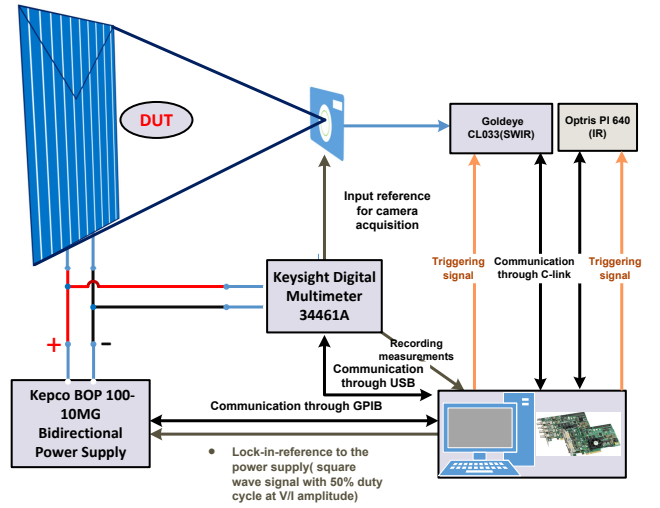 DUT
Goldeye
CL033(SWIR)
Optris PI 640
(IR)
Input reference
for camera
acquisition
Triggering
signal
Communication
through C-link
Triggering
signal
Keysight Digital
Multimeter
34461A
Recording
measurements
Communication
through USB
+
-
Kepco BOP 100-
10MG
Bidirectional
Power Supply
Communication through GPIB
• Lock-in-reference to the
power supply( square
wave signal with 50% duty
cycle at V/I amplitude)